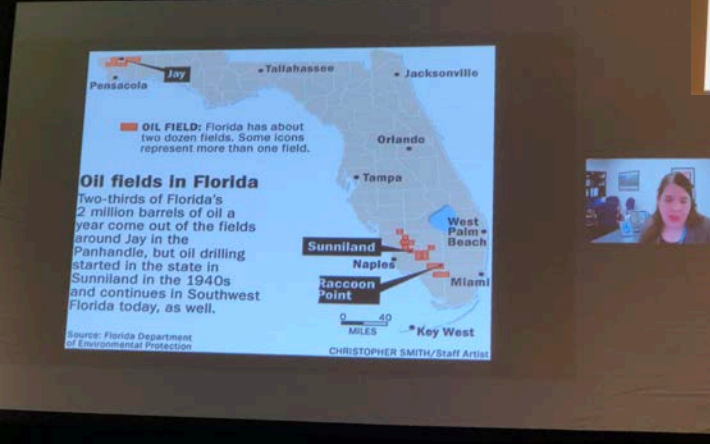 Jay
Tallahassee
Jacksonville
Pensacola
OIL FIELD: Florida has about
two dozen fields. Some icons
represent more than one field.
Orlando
Tampa
Oil fields in Florida
Two-thirds of Florida's
2 million barrels of oil a
year come out of the fields
around Jay in the
Panhandle, but oil drilling
started in the state in
Sunniland in the 1940s
and continues in Southwest
Florida today, as well.
West
Palm
Beach
Sunniland
Naples
Raccoon
Point
Miami
0 40
MILES
Key West
Source: Florida Department
of Environmental Protection
CHRISTOPHER SMITH/Staff Artist